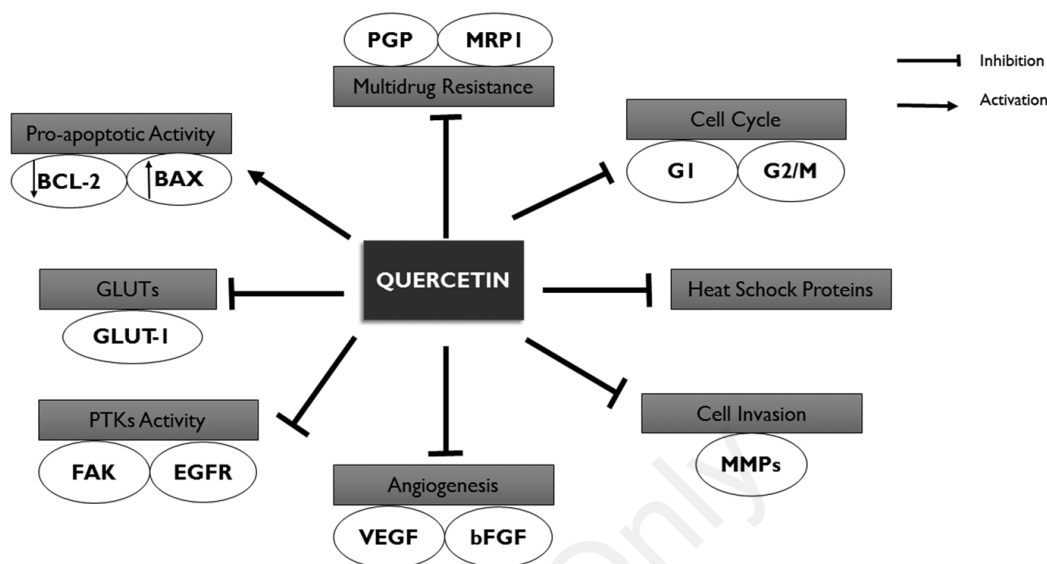 PGP MRP1
Multidrug Resistance
Inhibition
Activation
Pro-apoptotic Activity
BCL-2 BAX
Cell Cycle
G1 G2/M
QUERCETIN
GLUTs
GLUT-1
Heat Schock Proteins
PTKs Activity
FAK EGFR
Cell Invasion
MMPs
Angiogenesis
VEGF bFGF
Only